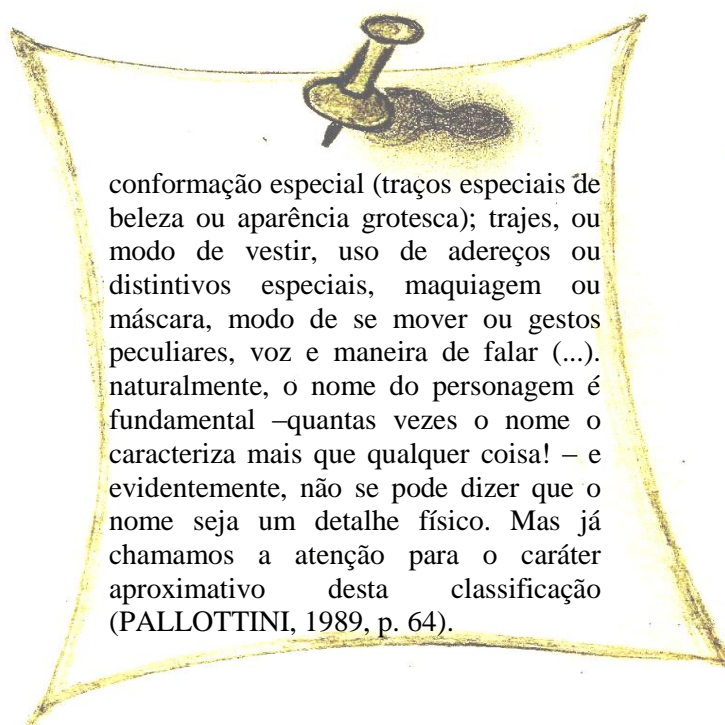 conformação especial (traços especiais de
beleza ou aparência grotesca); trajes, ou
modo de vestir, uso de adereços ou
distintivos especiais, maquiagem ou
máscara, modo de se mover ou gestos
peculiares, voz e maneira de falar (...).
naturalmente, o nome do personagem é
fundamental –quantas vezes o nome o
caracteriza mais que qualquer coisa! – e
evidentemente, não se pode dizer que o
nome seja um detalhe físico. Mas já
chamamos a atenção para o caráter
aproximativo desta classificação
(PALLOTTINI, 1989, p. 64).